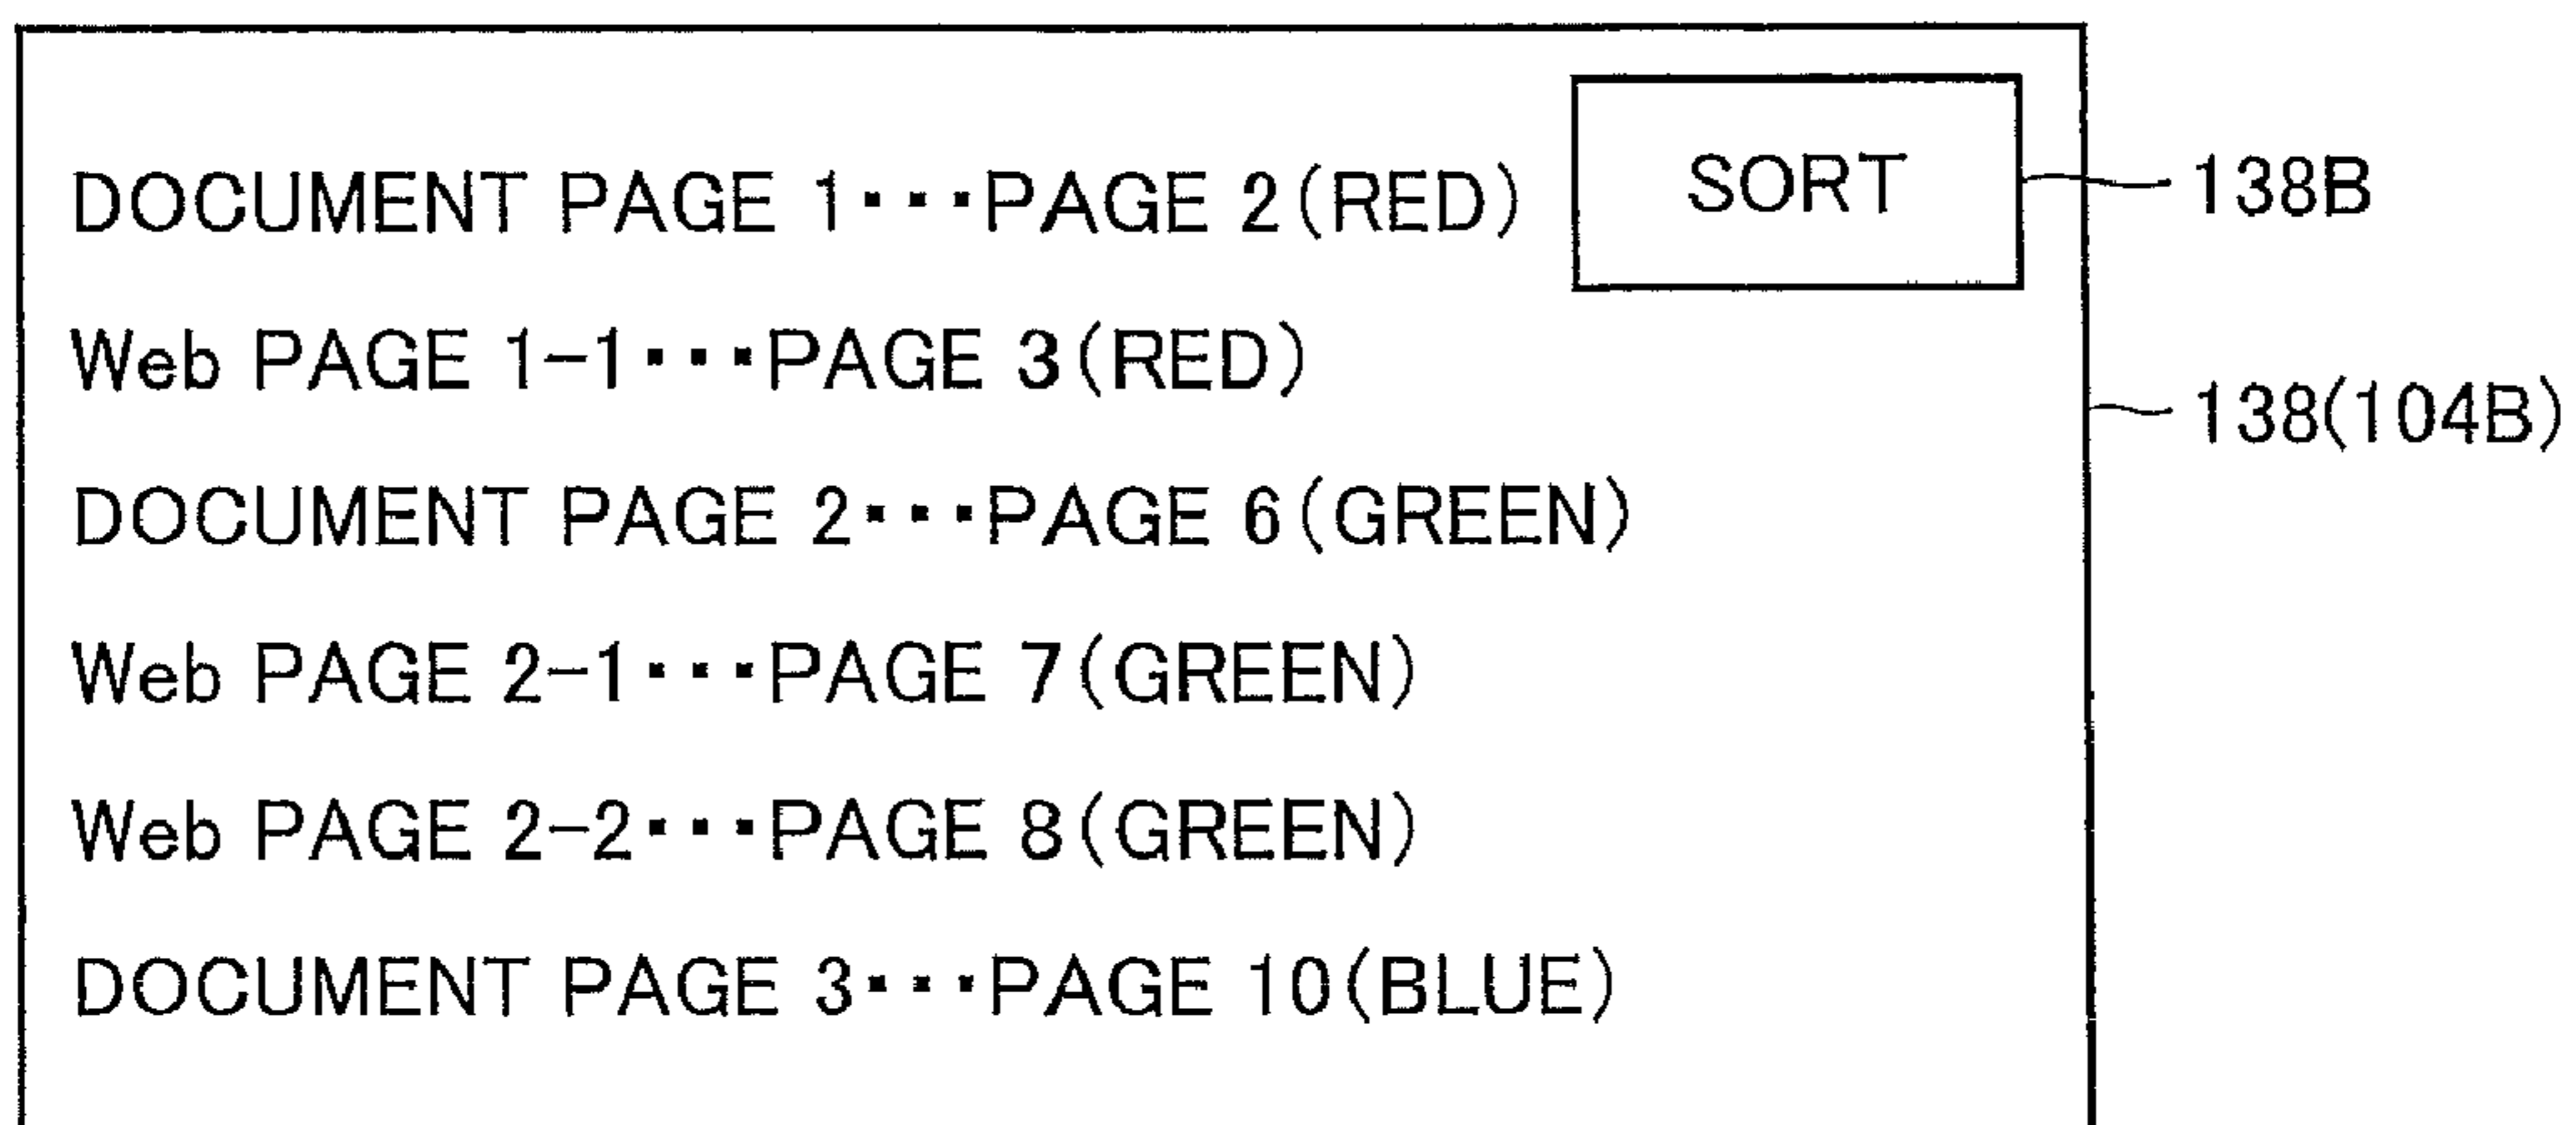 DOCUMENT PAGE 1･･･PAGE 2(RED)
SORT
138B
Web PAGE 1-1･･･PAGE 3(RED)
138(104B)
DOCUMENT PAGE 2･･･PAGE 6(GREEN)
Web PAGE 2-1･･･PAGE 7(GREEN)
Web PAGE 2-2･･･PAGE 8(GREEN)
DOCUMENT PAGE 3･･･PAGE 10(BLUE)